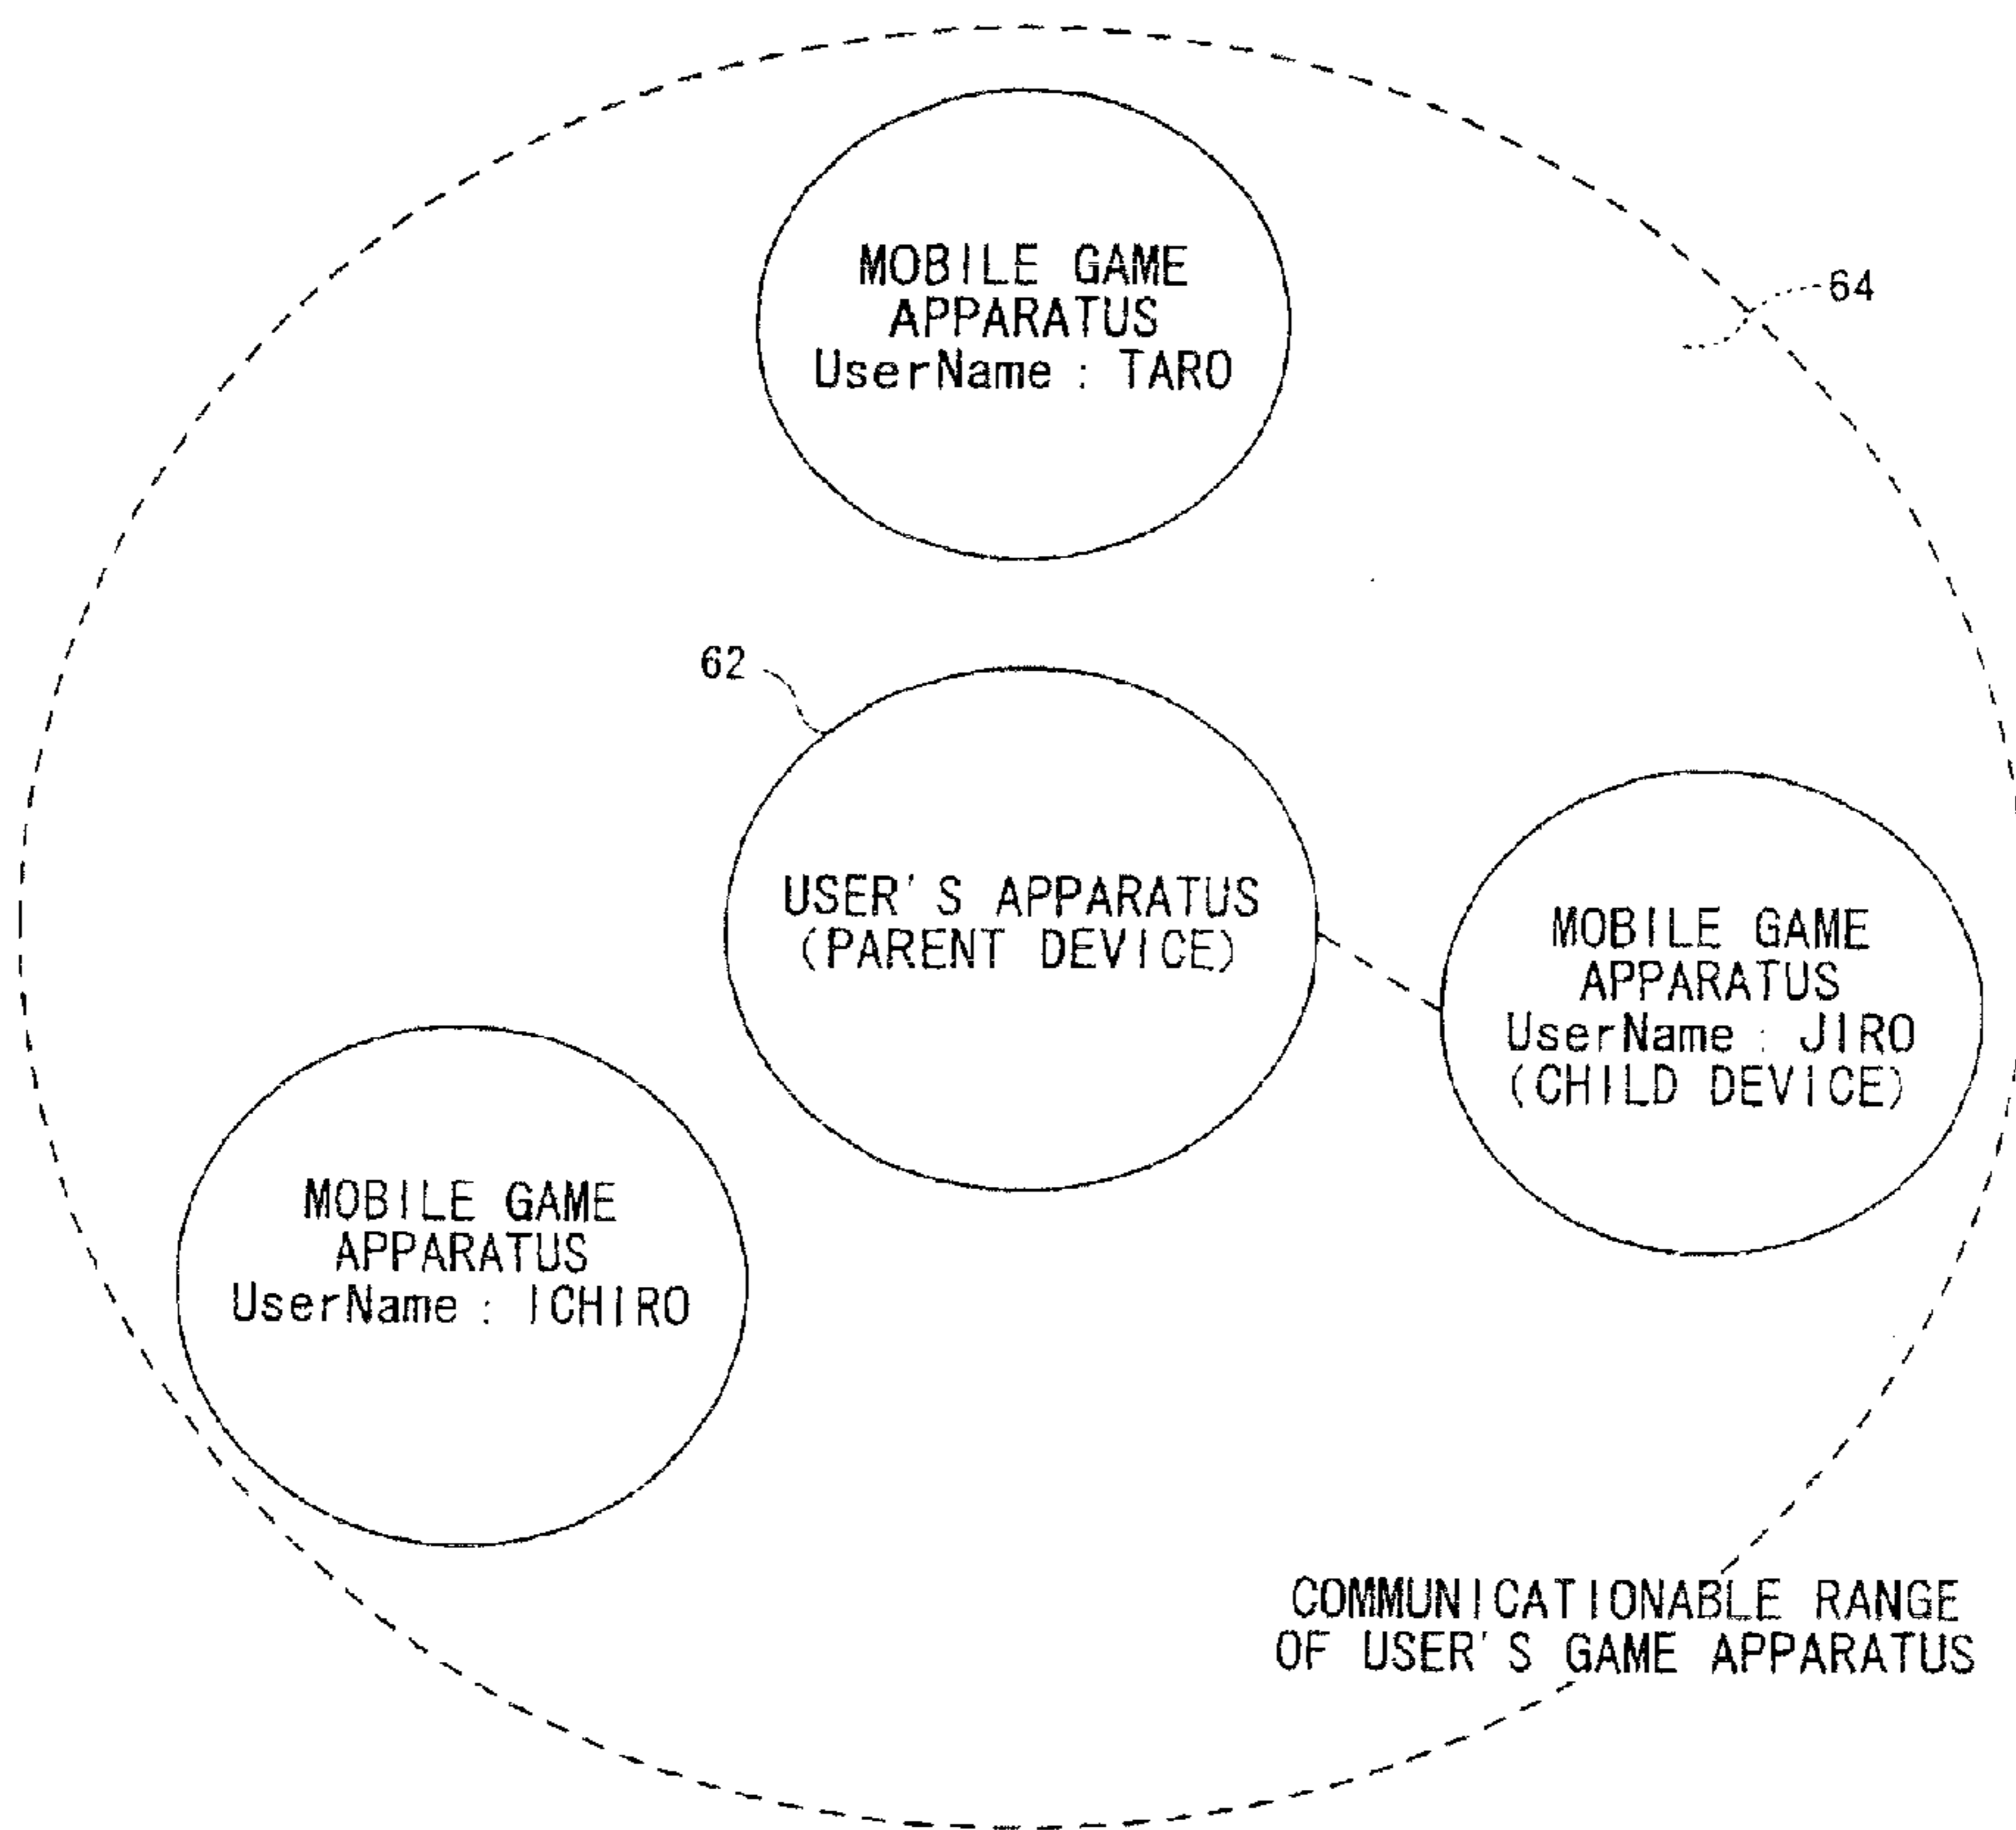 MOBILE GAME
APPARATUS
UserName : TARO
64
62
USER'S APPARATUS
(PARENT DEVICE)
MOBILE GAME
APPARATUS
UserName : JIRO
(CHILD DEVICE)
MOBILE GAME
APPARATUS
UserName : ICHIRO
COMMUNICATIONABLE RANGE
OF USER'S GAME APPARATUS